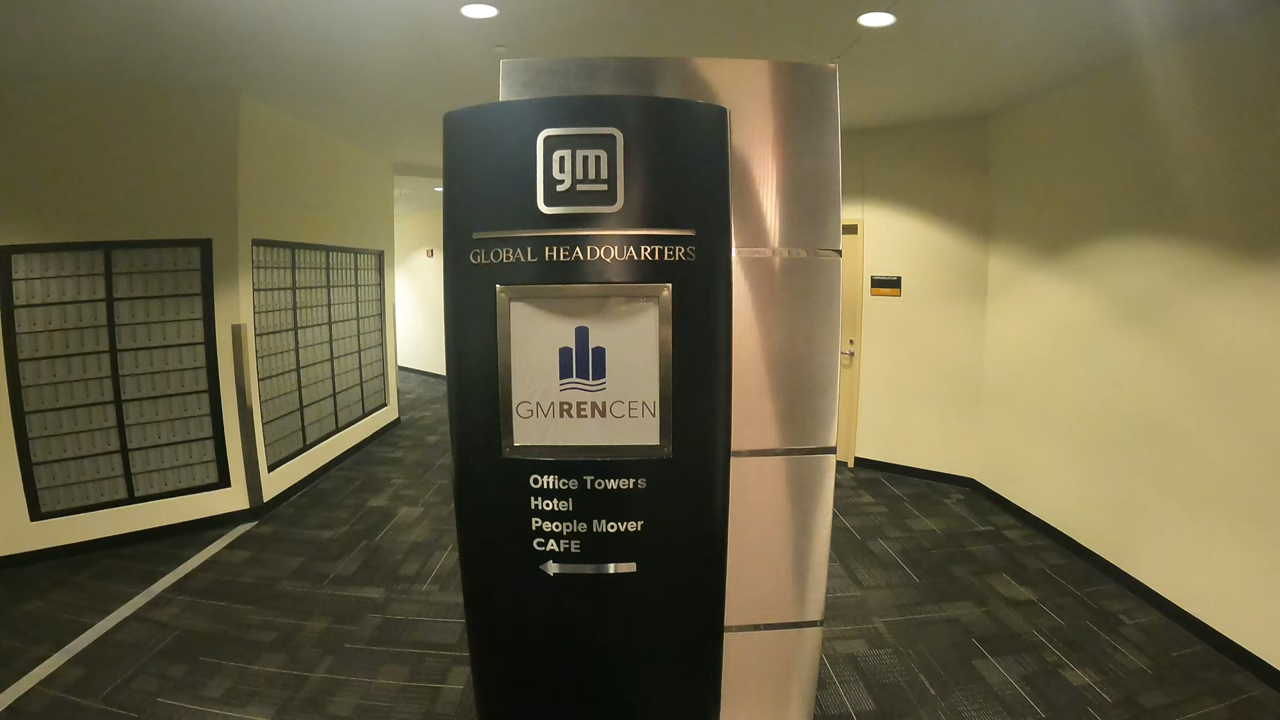 gm
GLOBAL HEADQUARTERS
GMRENCEN
Office Towers
Hotel
People Mover
CAFE